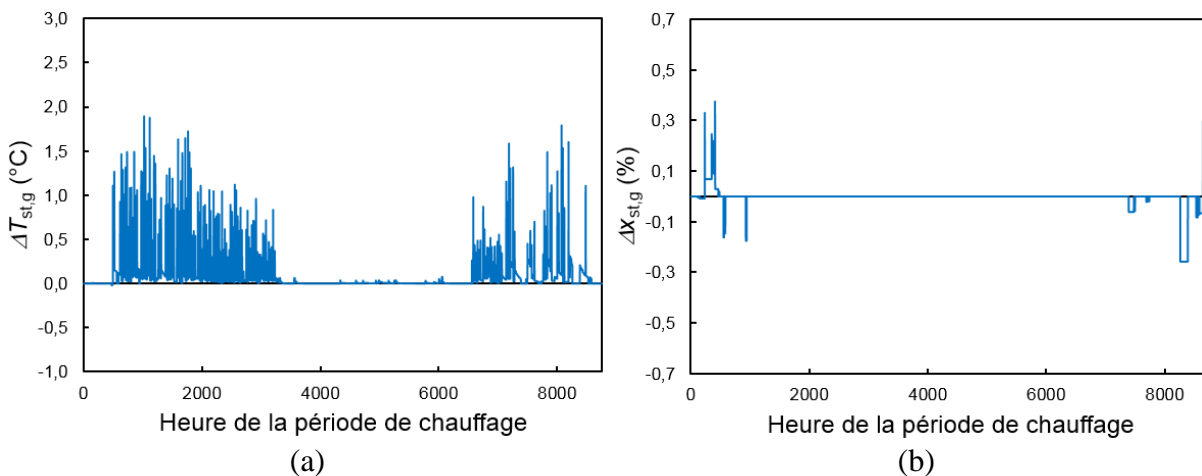 3,0
2,5
2,0
1,5
1,0
0,5
0,0
-0,5
-1,0
ΔTst,g (°C)
0 2000 4000 6000 8000
Heure de la période de chauffage
(a)
0,7
0,5
0,3
0,1
-0,1
-0,3
-0,5
-0,7
Δxst,g (%)
0 2000 4000 6000 8000
Heure de la période de chauffage
(b)